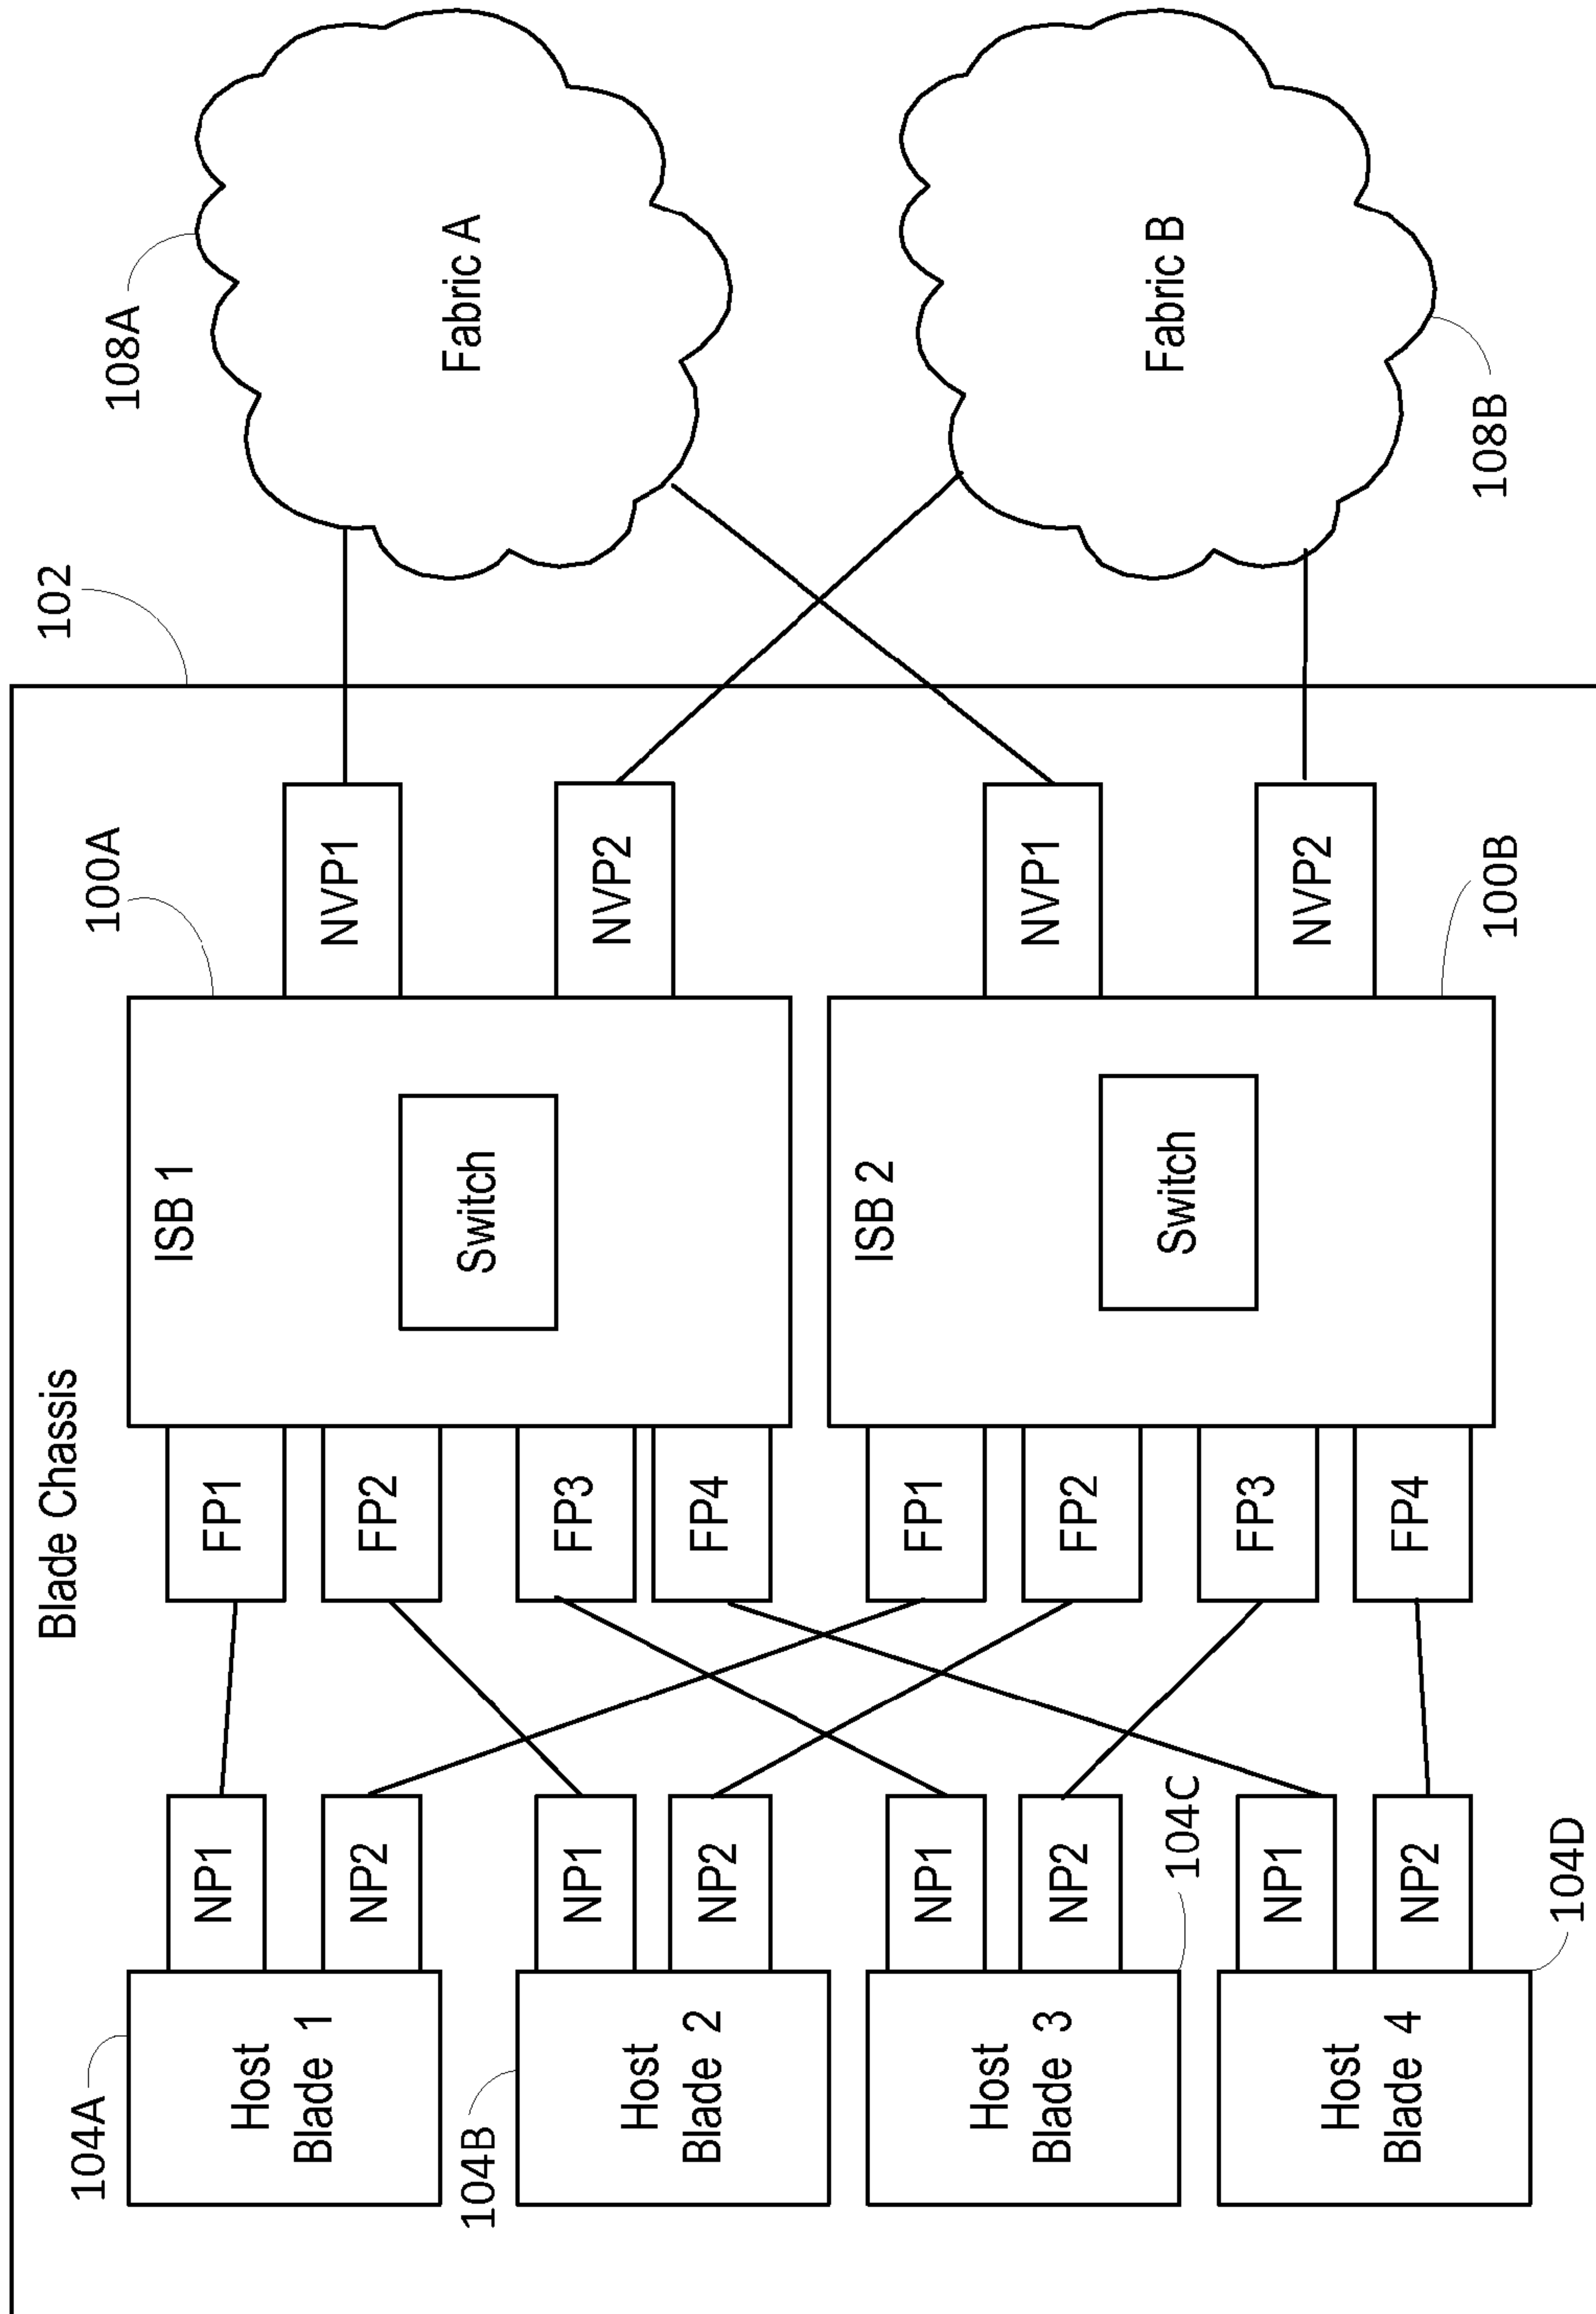 Blade Chassis
102
104A
Host
Blade 1
NP1
NP2
104B
Host
Blade 2
NP1
NP2
Host
Blade 3
NP1
NP2
104C
Host
Blade 4
NP1
NP2
104D
FP1
FP2
FP3
FP4
ISB 1
Switch
100A
NVP1
NVP2
FP1
FP2
FP3
FP4
ISB 2
Switch
100B
NVP1
NVP2
108A
Fabric A
Fabric B
108B